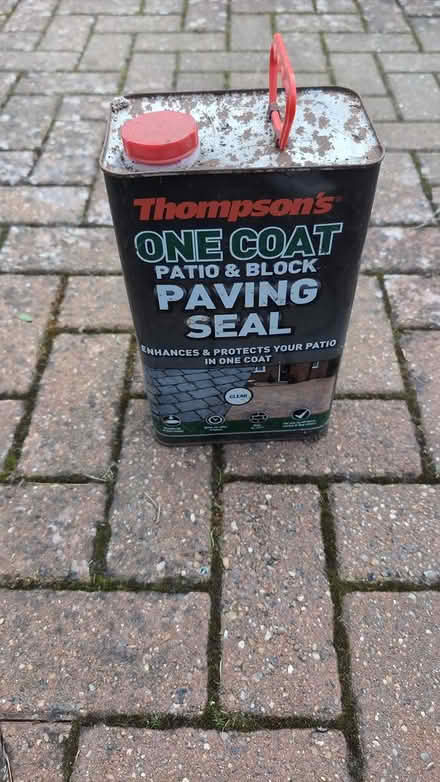 Thompson's
ONE COAT
PATIO & BLOCK
PAVING
SEAL
ENHANCES & PROTECTS YOUR PATIO
IN ONE COAT
CLEAR